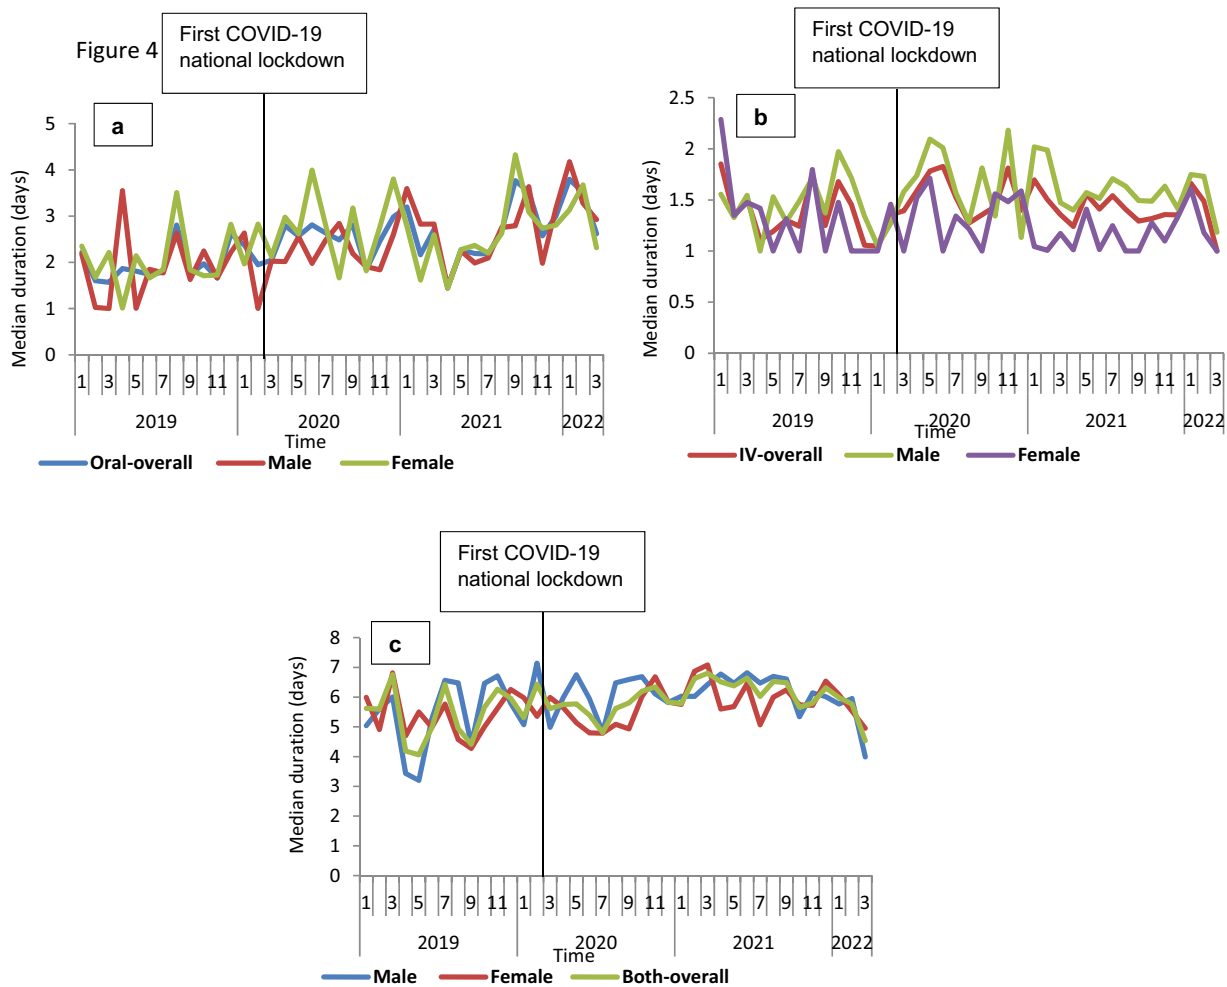 Figure 4
First COVID-19
national lockdown
a
Median duration (days)
5
4
3
2
1
0
1 3 5 7 9 11 1 3 5 7 9 11 1 3 5 7 9 11 1 3
2019 2020 2021 2022
Time
Oral-overall Male Female
First COVID-19
national lockdown
b
Median duration (days)
2.5
2
1.5
1
0.5
0
1 3 5 7 9 11 1 3 5 7 9 11 1 3 5 7 9 11 1 3
2019 2020 2021 2022
Time
IV-overall Male Female
First COVID-19
national lockdown
c
Median duration (days)
8
7
6
5
4
3
2
1
0
1 3 5 7 9 11 1 3 5 7 9 11 1 3 5 7 9 11 1 3
2019 2020 2021 2022
Time
Male Female Both-overall